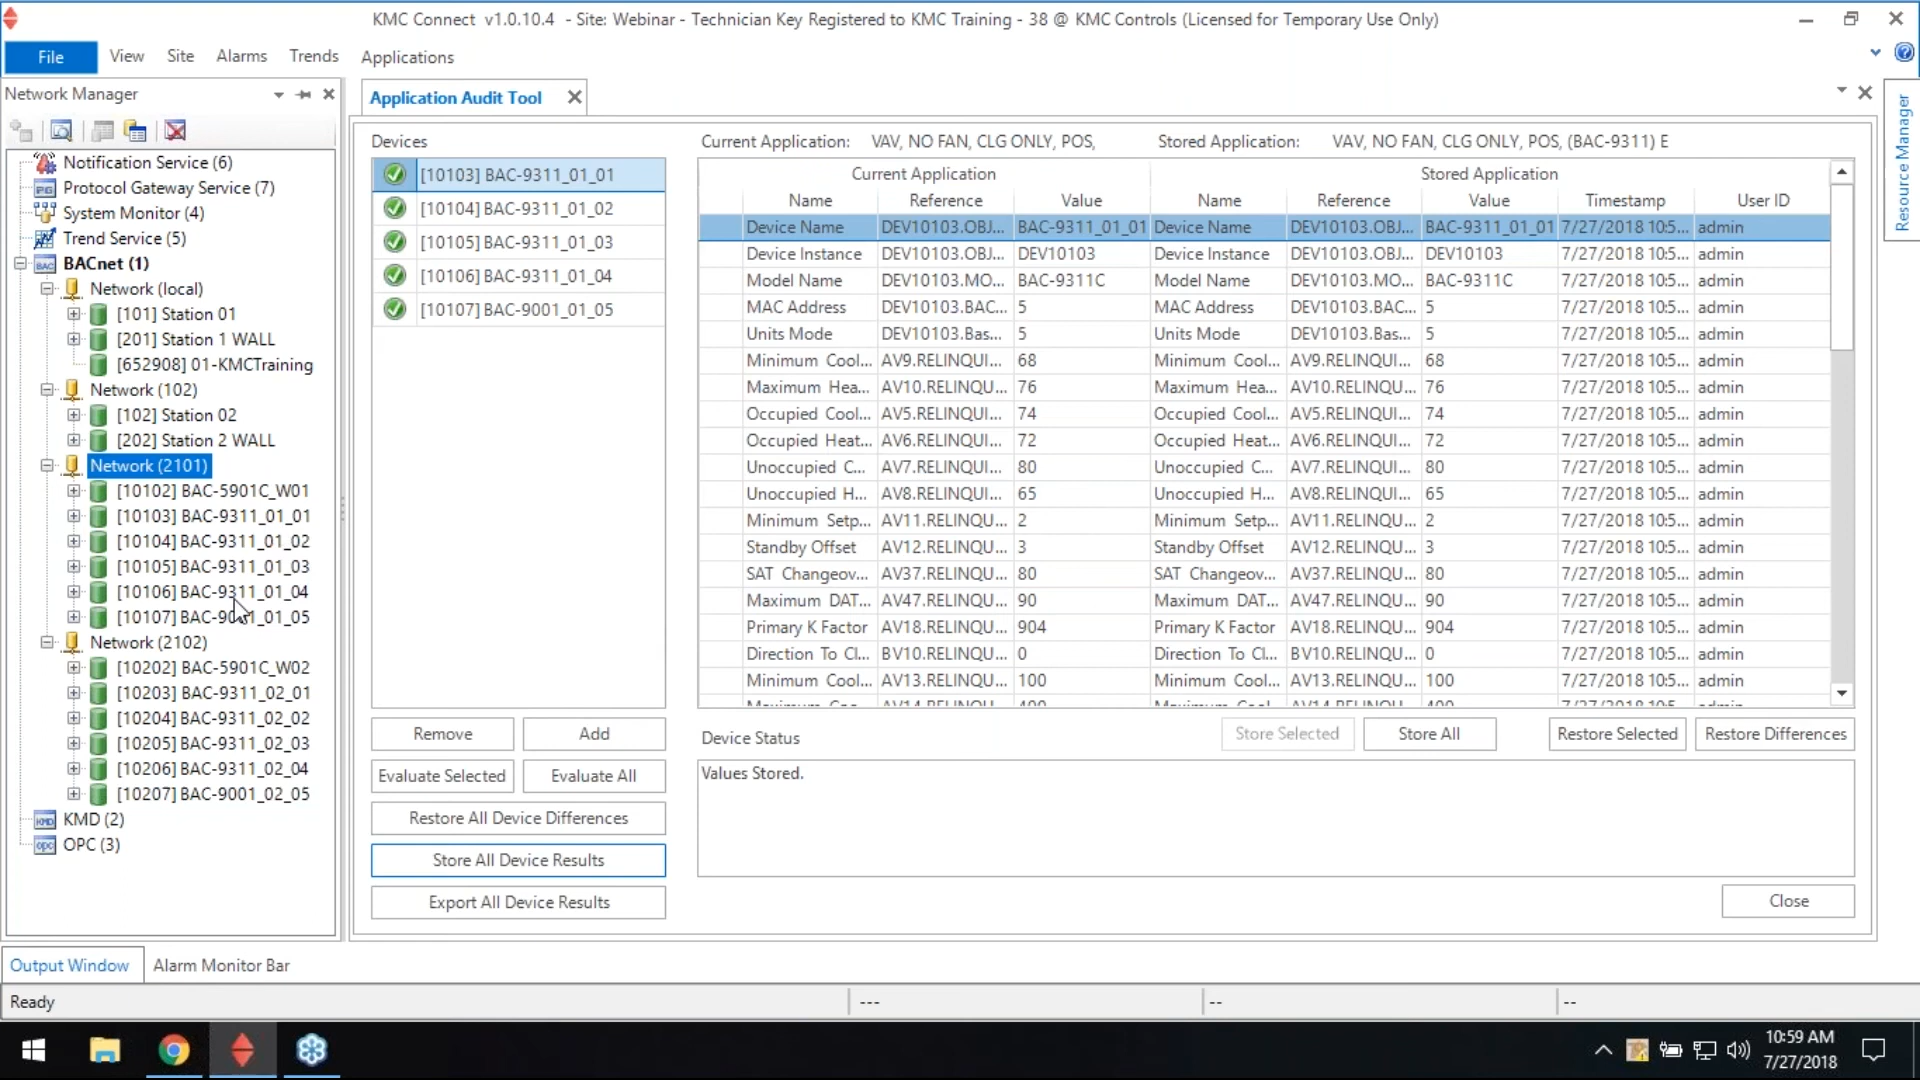 KMC Connect v1.0.10.4 - Site: Webinar - Technician Key Registered to KMC Training - 38 @ KMC Controls (Licensed for Temporary Use Only)
File View Site Alarms Trends Applications
Network Manager
Application Audit Tool
Resource Manager
Notification Service (6)
Protocol Gateway Service (7)
System Monitor (4)
Trend Service (5)
BACnet (1)
Network (local)
[101] Station 01
[201] Station 1 WALL
[652908] 01-KMCTraining
Network (102)
[102] Station 02
[202] Station 2 WALL
Network (2101)
[10102] BAC-5901C_W01
[10103] BAC-9311_01_01
[10104] BAC-9311_01_02
[10105] BAC-9311_01_03
[10106] BAC-9311_01_04
[10107] BAC-9001_01_05
Network (2102)
[10202] BAC-5901C_W02
[10203] BAC-9311_02_01
[10204] BAC-9311_02_02
[10205] BAC-9311_02_03
[10206] BAC-9311_02_04
[10207] BAC-9001_02_05
KMD (2)
OPC (3)
Devices
[10103] BAC-9311_01_01
[10104] BAC-9311_01_02
[10105] BAC-9311_01_03
[10106] BAC-9311_01_04
[10107] BAC-9001_01_05
Remove Add
Evaluate Selected Evaluate All
Restore All Device Differences
Store All Device Results
Export All Device Results
Current Application: VAV, NO FAN, CLG ONLY, POS, Stored Application: VAV, NO FAN, CLG ONLY, POS, (BAC-9311) E
Current Application Stored Application
Name Reference Value Name Reference Value Timestamp User ID
Device Name DEV10103.OBJ... BAC-9311_01_01 Device Name DEV10103.OBJ... BAC-9311_01_01 7/27/2018 10:5... admin
Device Instance DEV10103.OBJ... DEV10103 Device Instance DEV10103.OBJ... DEV10103 7/27/2018 10:5... admin
Model Name DEV10103.MO... BAC-9311C Model Name DEV10103.MO... BAC-9311C 7/27/2018 10:5... admin
MAC Address DEV10103.BAC... 5 MAC Address DEV10103.BAC... 5 7/27/2018 10:5... admin
Units Mode DEV10103.Bas... 5 Units Mode DEV10103.Bas... 5 7/27/2018 10:5... admin
Minimum Cool... AV9.RELINQUI... 68 Minimum Cool... AV9.RELINQUI... 68 7/27/2018 10:5... admin
Maximum Hea... AV10.RELINQU... 76 Maximum Hea... AV10.RELINQU... 76 7/27/2018 10:5... admin
Occupied Cool... AV5.RELINQUI... 74 Occupied Cool... AV5.RELINQUI... 74 7/27/2018 10:5... admin
Occupied Heat... AV6.RELINQUI... 72 Occupied Heat... AV6.RELINQUI... 72 7/27/2018 10:5... admin
Unoccupied C... AV7.RELINQUI... 80 Unoccupied C... AV7.RELINQUI... 80 7/27/2018 10:5... admin
Unoccupied H... AV8.RELINQUI... 65 Unoccupied H... AV8.RELINQUI... 65 7/27/2018 10:5... admin
Minimum Setp... AV11.RELINQU... 2 Minimum Setp... AV11.RELINQU... 2 7/27/2018 10:5... admin
Standby Offset AV12.RELINQU... 3 Standby Offset AV12.RELINQU... 3 7/27/2018 10:5... admin
SAT Changeov... AV37.RELINQU... 80 SAT Changeov... AV37.RELINQU... 80 7/27/2018 10:5... admin
Maximum DAT... AV47.RELINQU... 90 Maximum DAT... AV47.RELINQU... 90 7/27/2018 10:5... admin
Primary K Factor AV18.RELINQU... 904 Primary K Factor AV18.RELINQU... 904 7/27/2018 10:5... admin
Direction To Cl... BV10.RELINQU... 0 Direction To Cl... BV10.RELINQU... 0 7/27/2018 10:5... admin
Minimum Cool... AV13.RELINQU... 100 Minimum Cool... AV13.RELINQU... 100 7/27/2018 10:5... admin
Device Status Store Selected Store All Restore Selected Restore Differences
Values Stored.
Close
Output Window Alarm Monitor Bar
Ready --- -- --
10:59 AM
7/27/2018